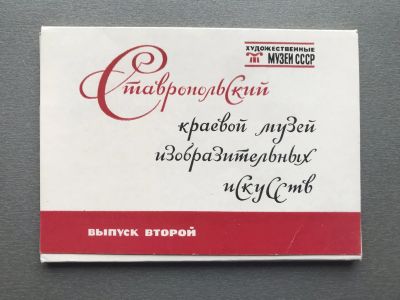 ХУДОЖЕСТВЕННЫЕ
МУЗЕИ СССР
Ставропольский
краевой музей
изобразительных
искусств
ВЫПУСК ВТОРОЙ